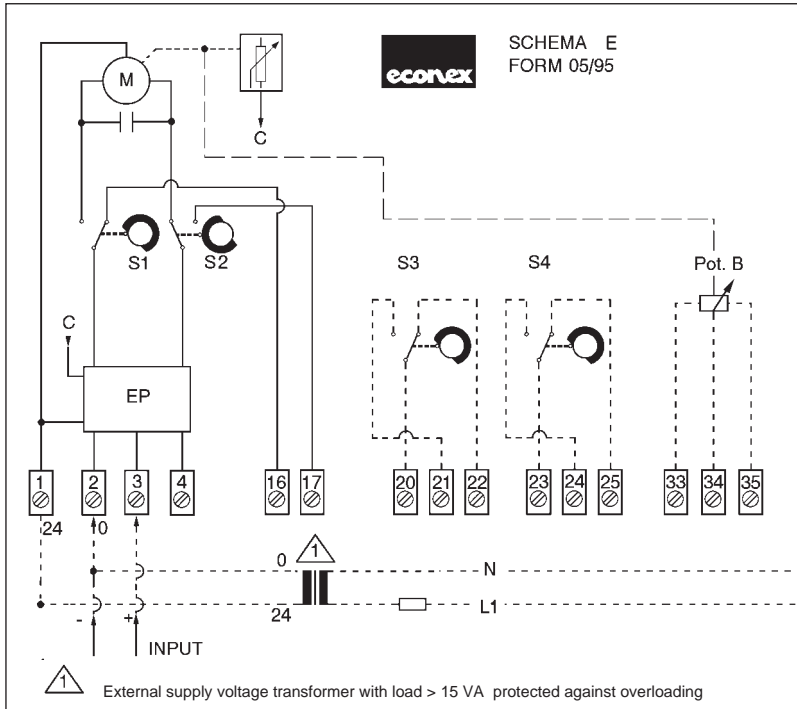 SCHEMA E
econex
FORM 05/95
M
C
S1
S2
S3
S4
Pot. B
C
EP
1 2 3 4 16 17 20 21 22 23 24 25 33 34 35
24 0
0 1 N
24 L1
- +
INPUT
1 External supply voltage transformer with load > 15 VA protected against overloading